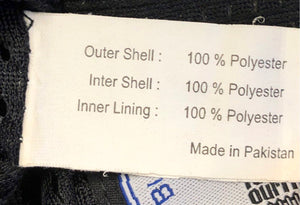 Outer Shell : 100 % Polyester
Inter Shell : 100 % Polyester
Inner Lining : 100 % Polyester
Made in Pakistan